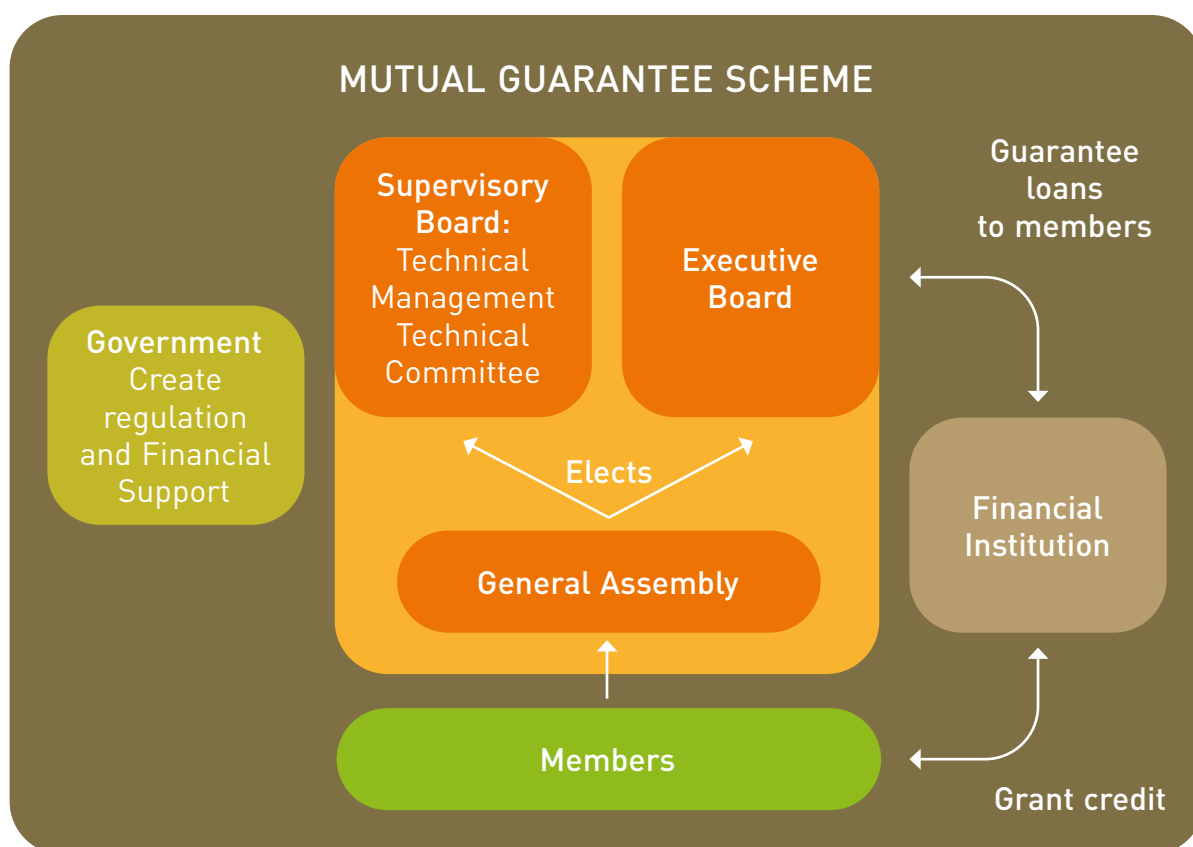 MUTUAL GUARANTEE SCHEME
Supervisory
Board:
Technical
Management
Technical
Committee
Executive
Board
Guarantee
loans
to members
Government
Create
regulation
and Financial
Support
Elects
General Assembly
Financial
Institution
Members
Grant credit